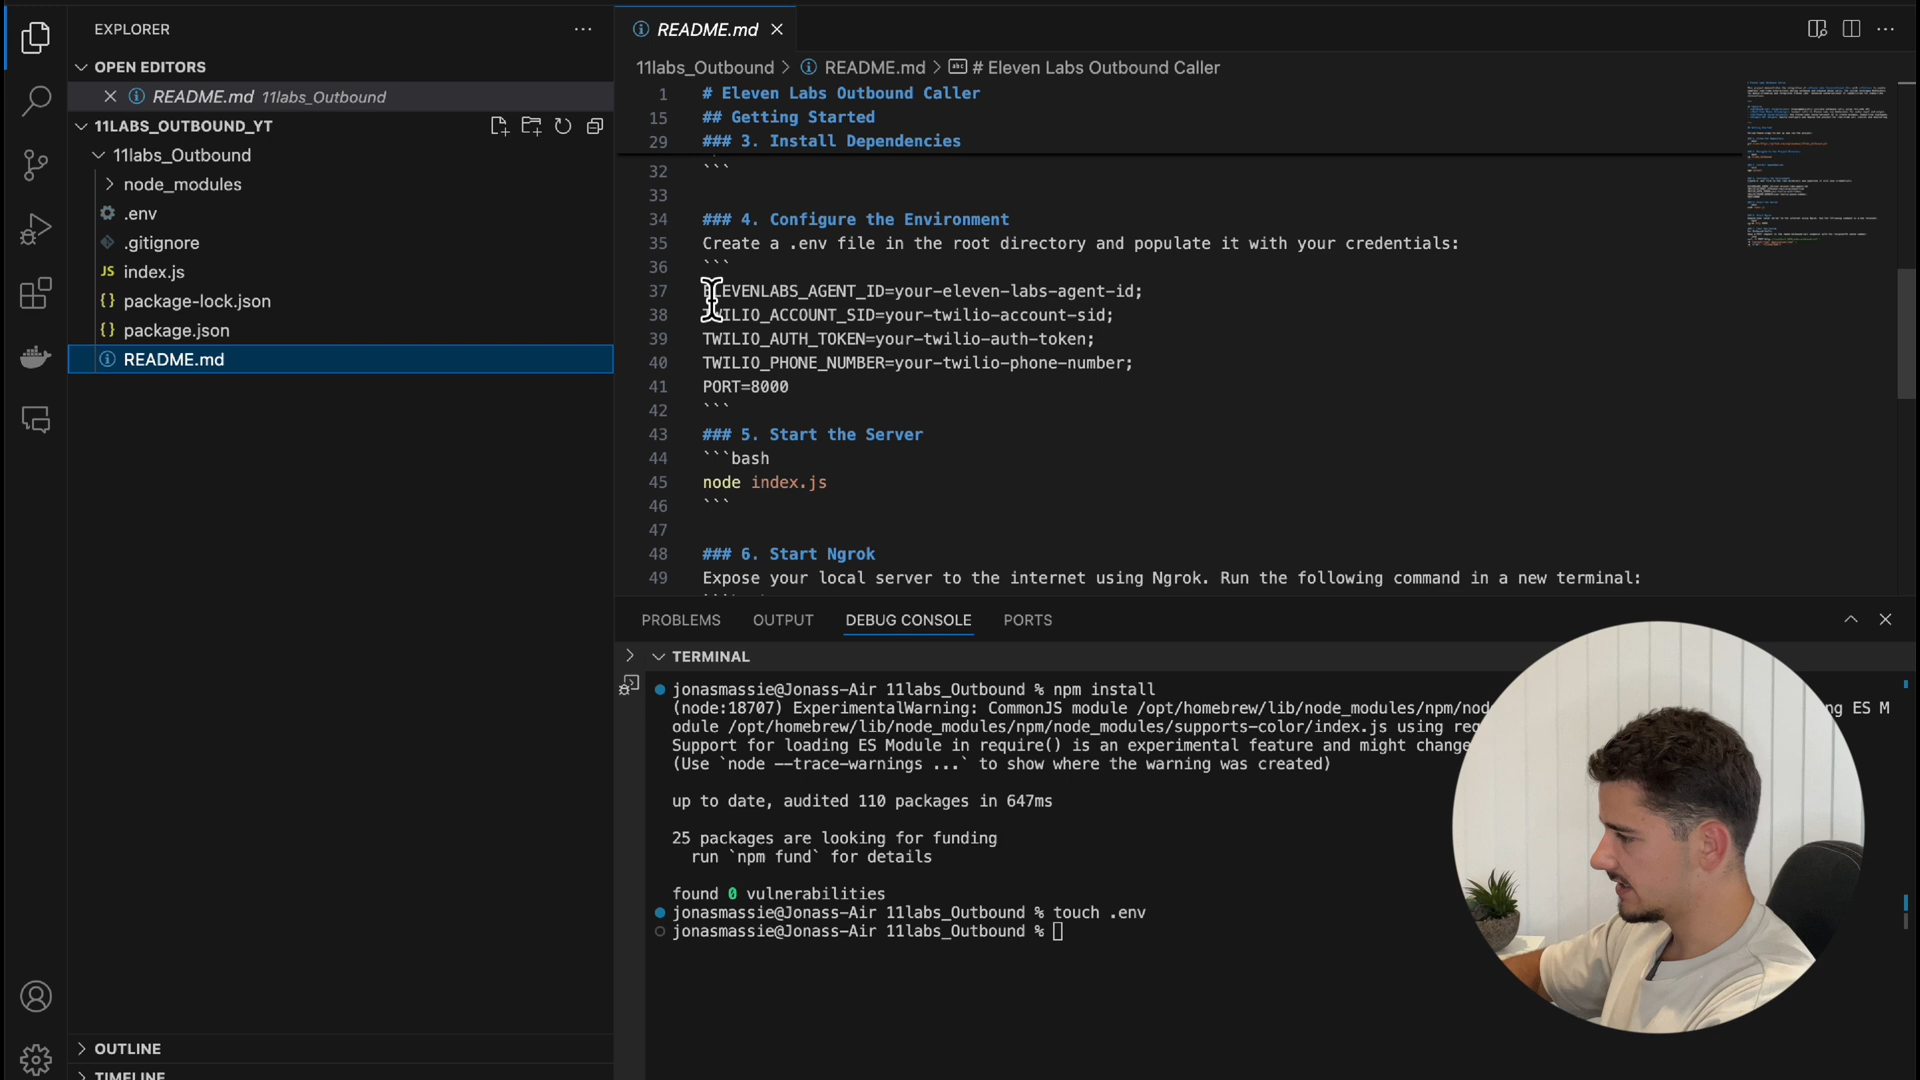 EXPLORER
OPEN EDITORS
README.md 11labs_Outbound
11LABS_OUTBOUND_YT
11labs_Outbound
node_modules
.env
.gitignore
JS index.js
{} package-lock.json
{} package.json
README.md
OUTLINE
TIMELINE
README.md
11labs_Outbound > README.md > abc # Eleven Labs Outbound Caller
1 # Eleven Labs Outbound Caller
15 ## Getting Started
29 ### 3. Install Dependencies
32 ```
33
34 ### 4. Configure the Environment
35 Create a .env file in the root directory and populate it with your credentials:
36 ```
37 ELEVENLABS_AGENT_ID=your-eleven-labs-agent-id;
38 TWILIO_ACCOUNT_SID=your-twilio-account-sid;
39 TWILIO_AUTH_TOKEN=your-twilio-auth-token;
40 TWILIO_PHONE_NUMBER=your-twilio-phone-number;
41 PORT=8000
42 ```
43 ### 5. Start the Server
44 ```bash
45 node index.js
46 ```
47
48 ### 6. Start Ngrok
49 Expose your local server to the internet using Ngrok. Run the following command in a new terminal:
PROBLEMS OUTPUT DEBUG CONSOLE PORTS
TERMINAL
jonasmassie@Jonass-Air 11labs_Outbound % npm install
(node:18707) ExperimentalWarning: CommonJS module /opt/homebrew/lib/node_modules/npm/nod ng ES M
odule /opt/homebrew/lib/node_modules/npm/node_modules/supports-color/index.js using req
Support for loading ES Module in require() is an experimental feature and might change
(Use `node --trace-warnings ...` to show where the warning was created)
up to date, audited 110 packages in 647ms
25 packages are looking for funding
run `npm fund` for details
found 0 vulnerabilities
jonasmassie@Jonass-Air 11labs_Outbound % touch .env
jonasmassie@Jonass-Air 11labs_Outbound %